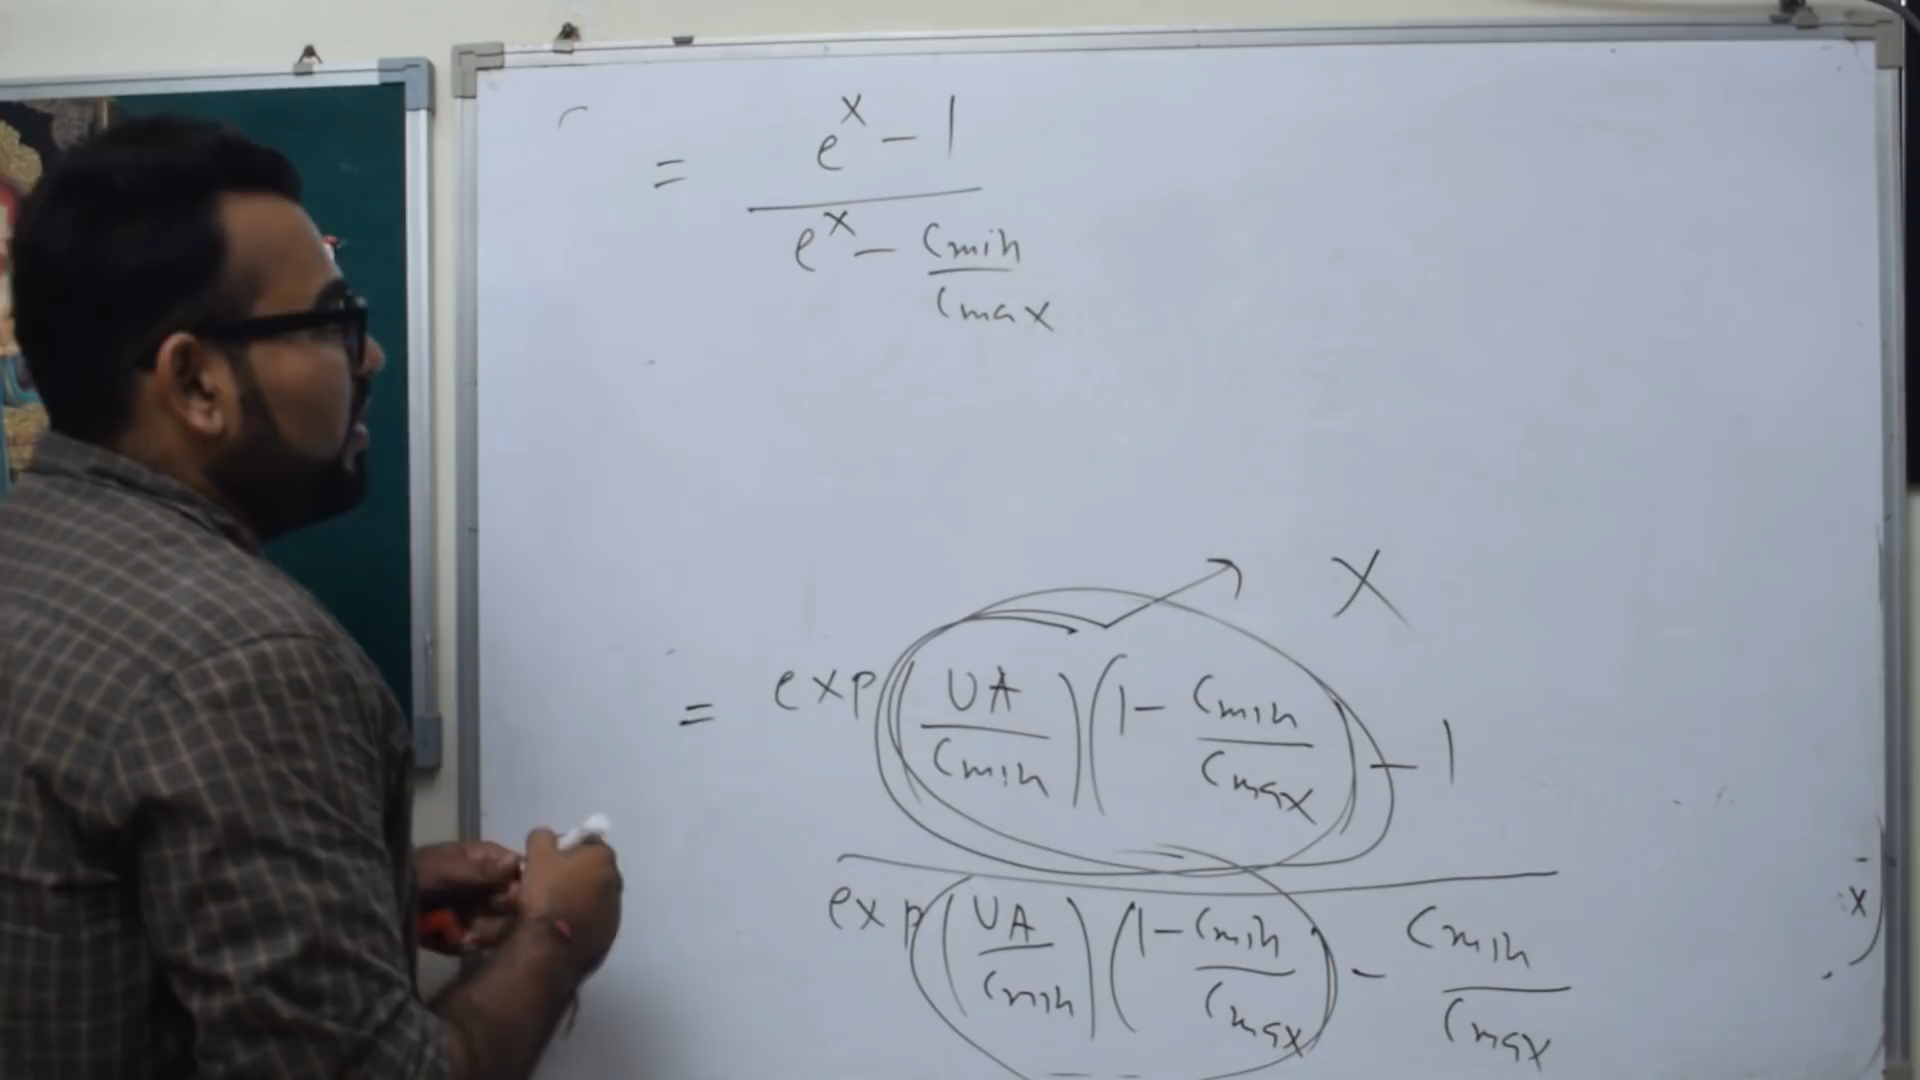 = e^x - 1
e^x - Cmin
Cmax
X
= exp (UA / Cmin) (1 - Cmin / Cmax) - 1
exp (UA / Cmin) (1 - Cmin / Cmax) - Cmin / Cmax
x)